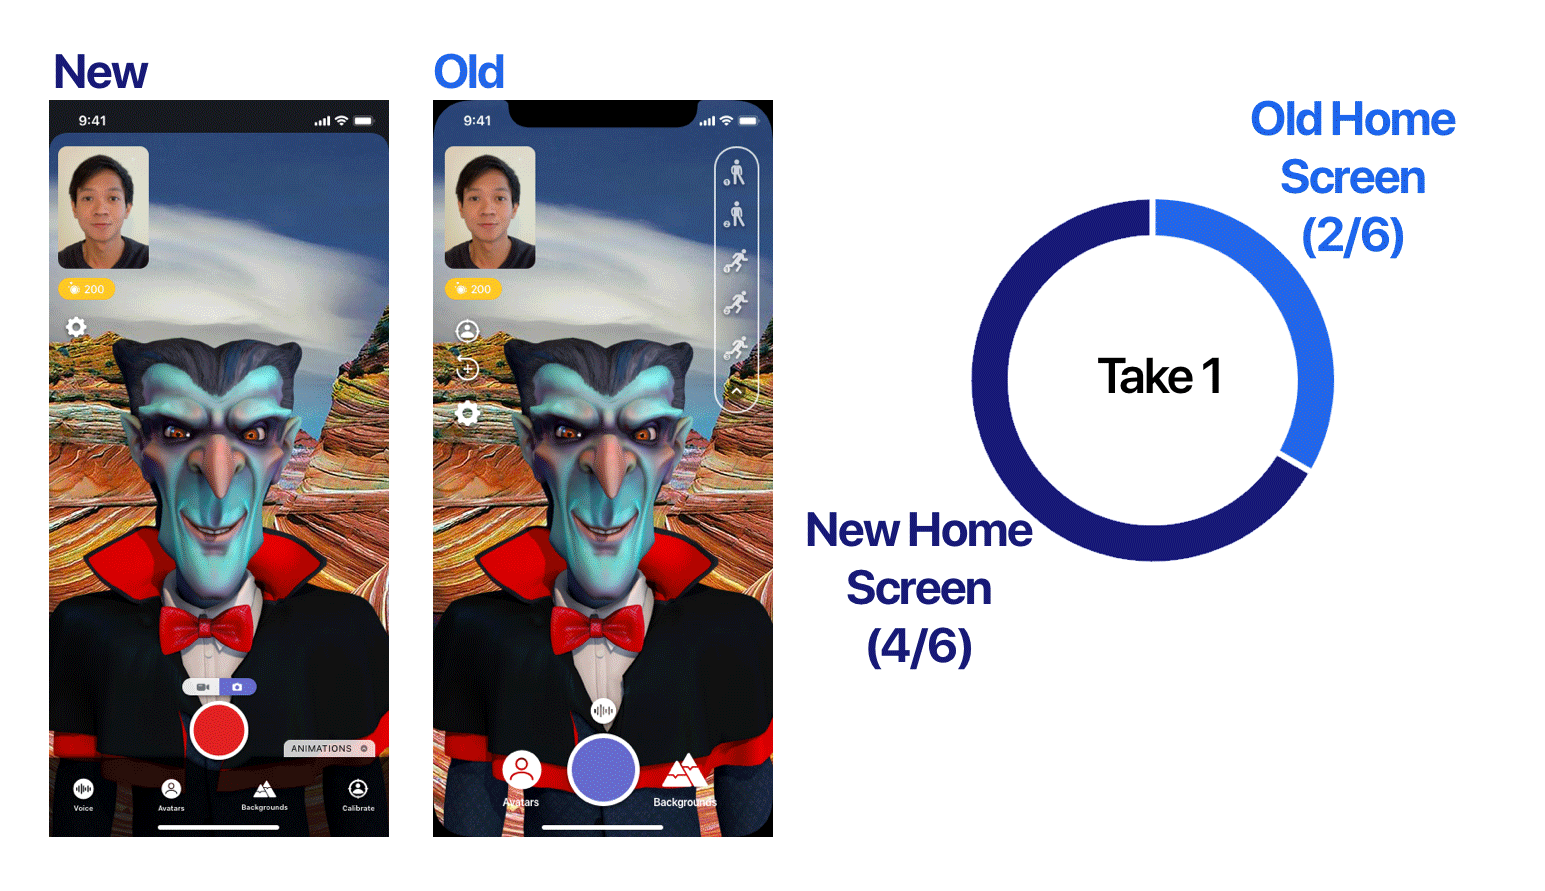 New
Old
9:41
200
ANIMATIONS
Voice
Avatars
Backgrounds
Calibrate
9:41
200
Avatars
Backgrounds
Old Home
Screen
(2/6)
Take 1
New Home
Screen
(4/6)